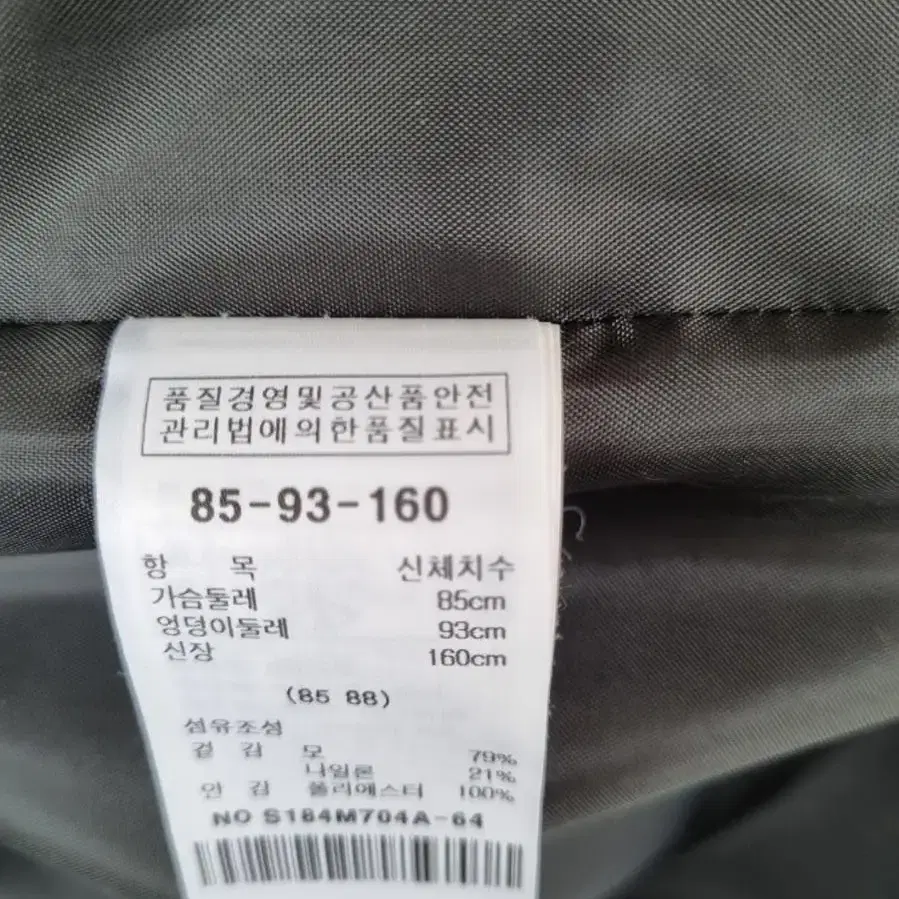 품질경영및공산품안전
관리법에의한품질표시
85-93-160
항 목 신체치수
가슴둘레 85cm
엉덩이둘레 93cm
신장 160cm
(85 88)
섬유조성
겉 감 모 79%
나일론 21%
안 감 폴리에스터 100%
NO S184M704A-64